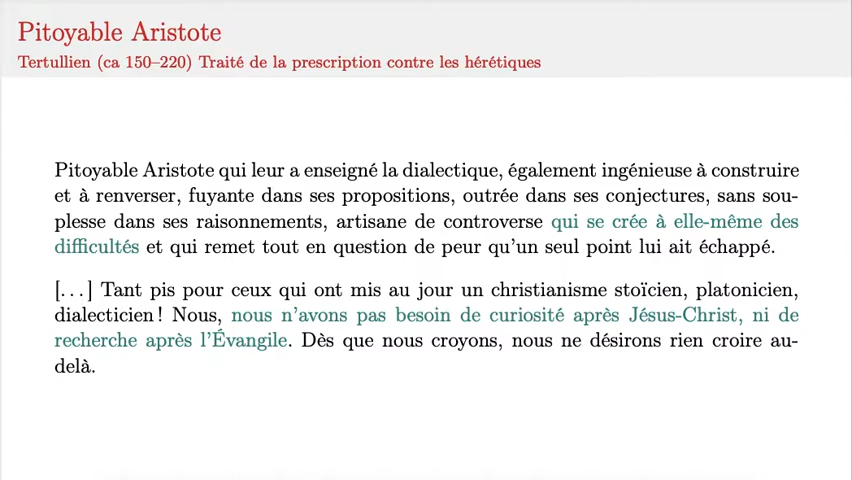 Pitoyable Aristote
Tertullien (ca 150–220) Traité de la prescription contre les hérétiques
Pitoyable Aristote qui leur a enseigné la dialectique, également ingénieuse à construire
et à renverser, fuyante dans ses propositions, outrée dans ses conjectures, sans sou-
plesse dans ses raisonnements, artisane de controverse qui se crée à elle-même des
difficultés et qui remet tout en question de peur qu'un seul point lui ait échappé.
[...] Tant pis pour ceux qui ont mis au jour un christianisme stoïcien, platonicien,
dialecticien ! Nous, nous n'avons pas besoin de curiosité après Jésus-Christ, ni de
recherche après l'Évangile. Dès que nous croyons, nous ne désirons rien croire au-
delà.